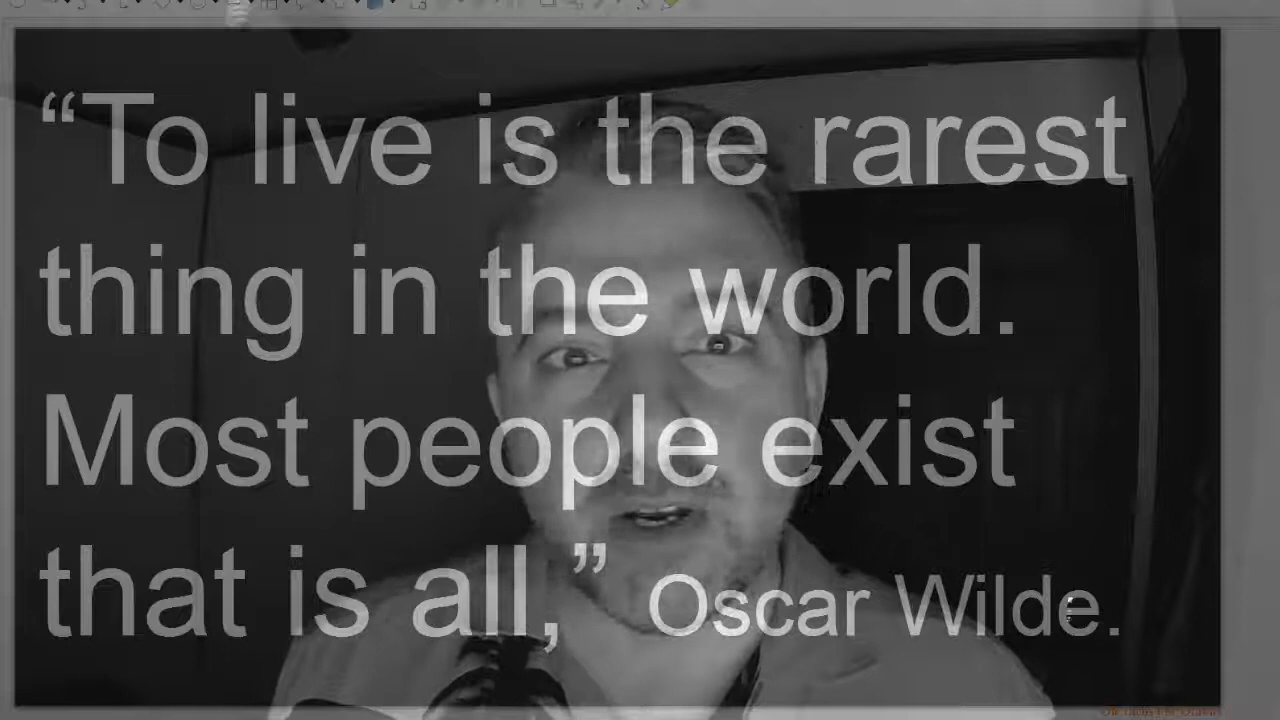 “To live is the rarest
thing in the world.
Most people exist
that is all,” Oscar Wilde.